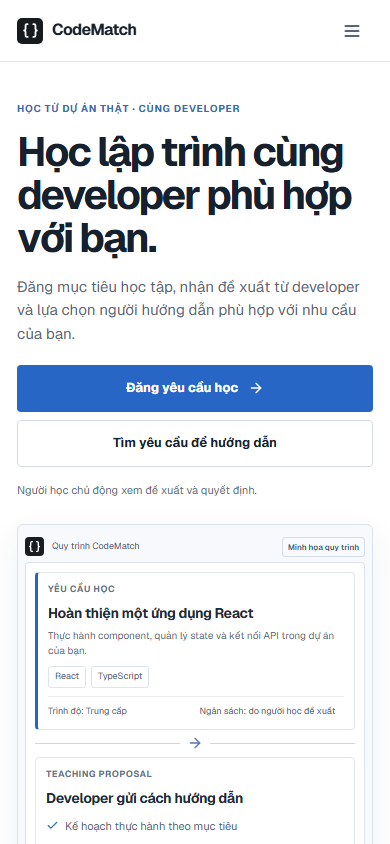 CodeMatch
HỌC TỪ DỰ ÁN THẬT · CÙNG DEVELOPER
Học lập trình cùng
developer phù hợp
với bạn.
Đăng mục tiêu học tập, nhận đề xuất từ developer
và lựa chọn người hướng dẫn phù hợp với nhu cầu
của bạn.
Đăng yêu cầu học →
Tìm yêu cầu để hướng dẫn
Người học chủ động xem đề xuất và quyết định.
Quy trình CodeMatch
Minh họa quy trình
YÊU CẦU HỌC
Hoàn thiện một ứng dụng React
Thực hành component, quản lý state và kết nối API trong dự án
của bạn.
React
TypeScript
Trình độ: Trung cấp
Ngân sách: do người học đề xuất
TEACHING PROPOSAL
Developer gửi cách hướng dẫn
Kế hoạch thực hành theo mục tiêu